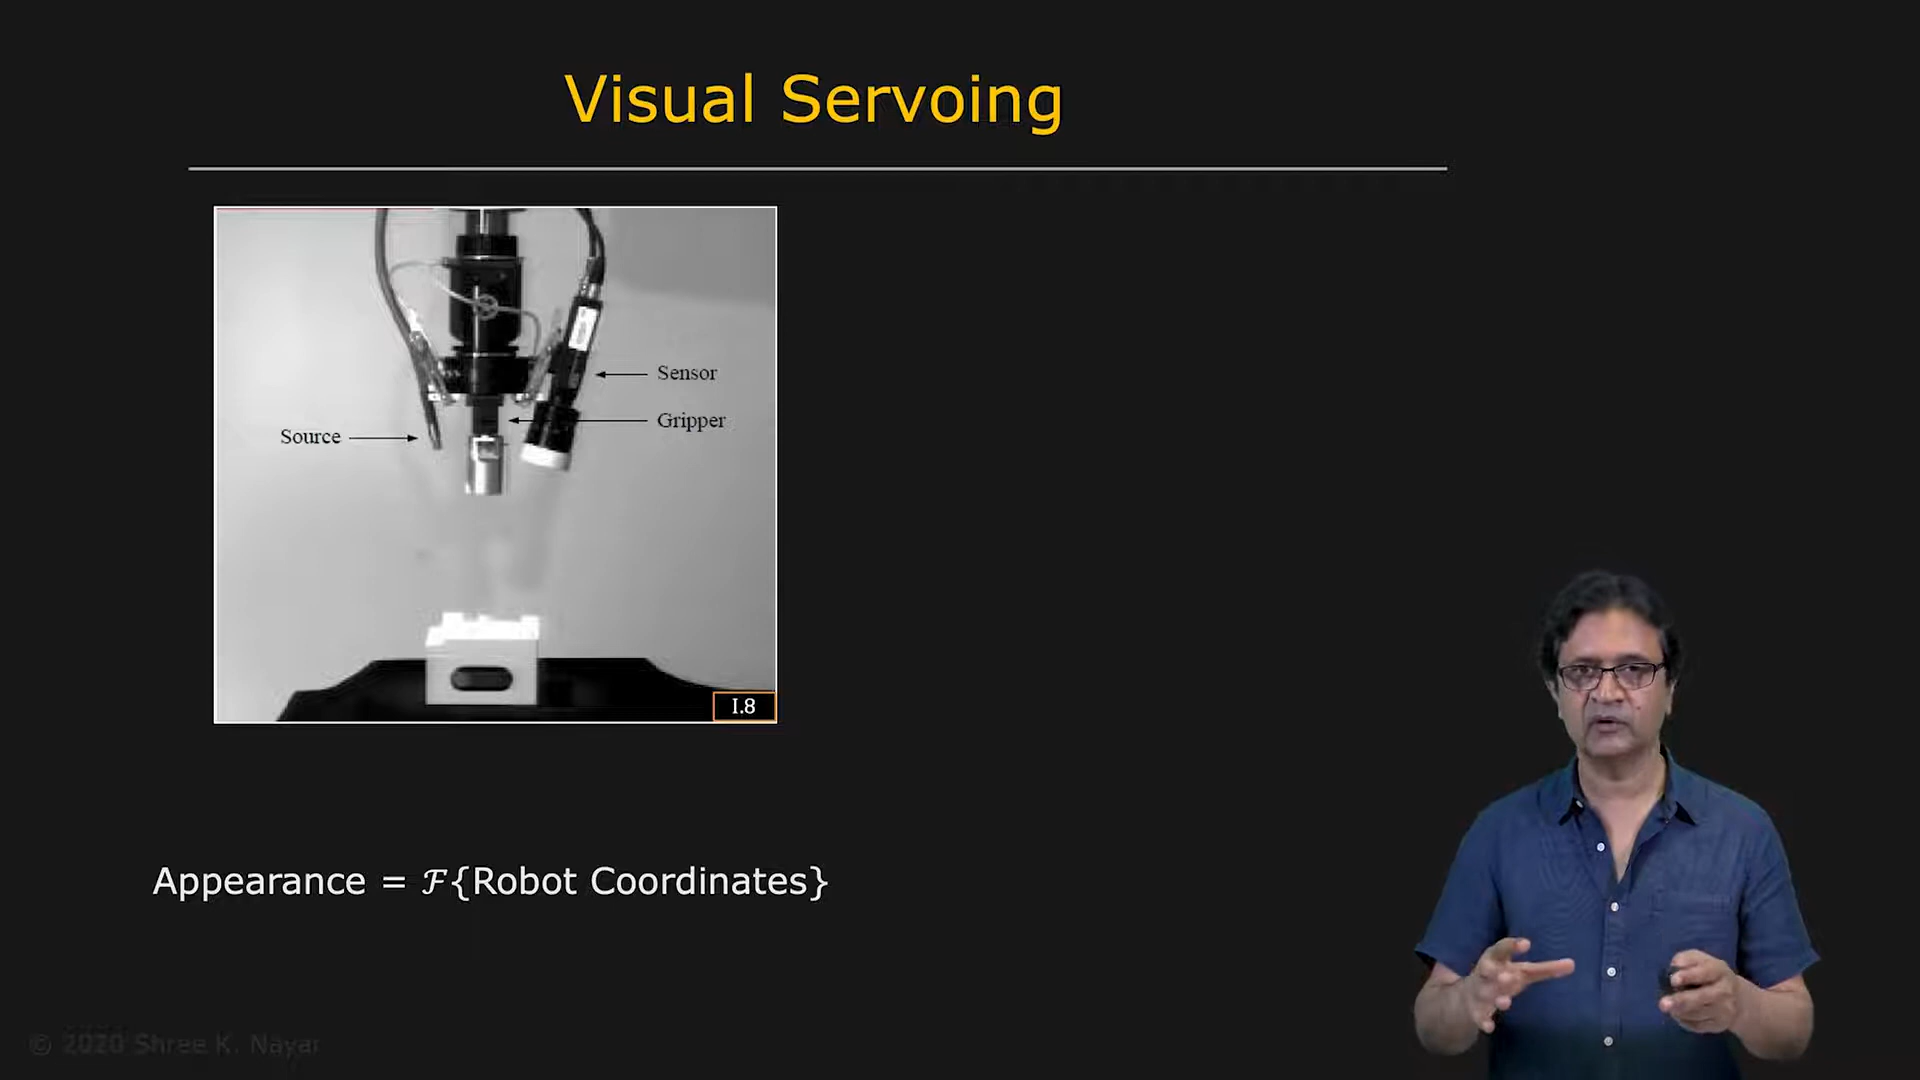 Visual Servoing
Sensor
Gripper
Source
I.8
Appearance = ℱ{Robot Coordinates}
© 2020 Shree K. Nayar